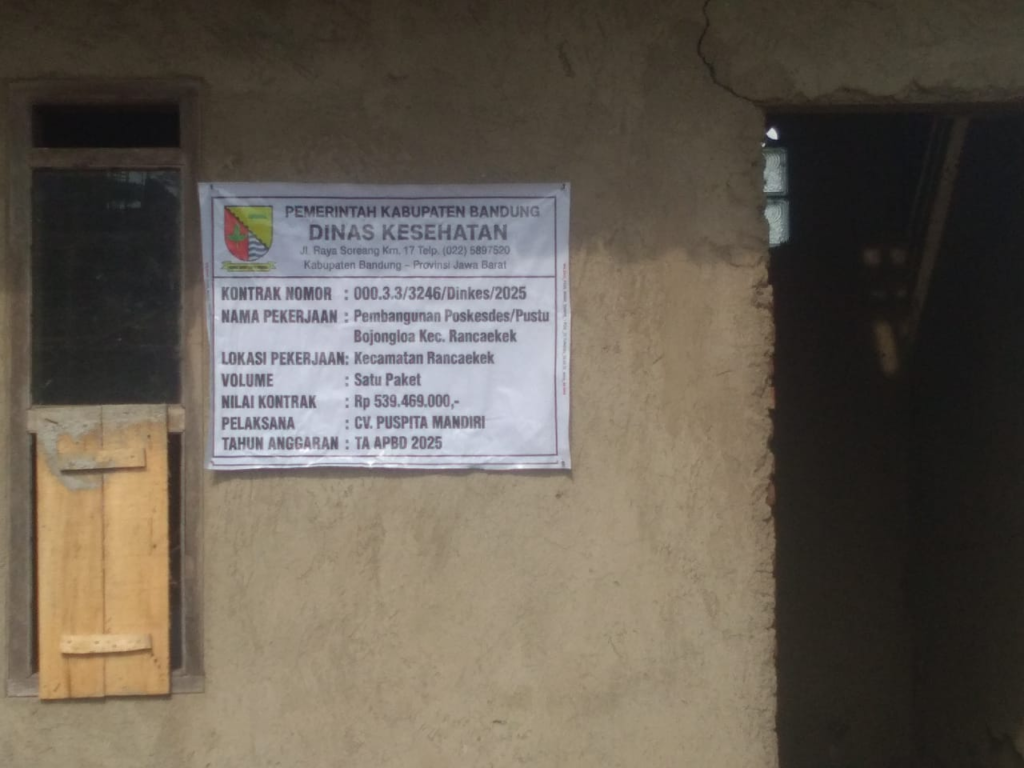 PEMERINTAH KABUPATEN BANDUNG
DINAS KESEHATAN
Jl. Raya Soreang Km. 17 Telp. (022) 5897520
Kabupaten Bandung – Provinsi Jawa Barat
KONTRAK NOMOR : 000.3.3/3246/Dinkes/2025
NAMA PEKERJAAN : Pembangunan Poskesdes/Pustu
Bojongloa Kec. Rancaekek
LOKASI PEKERJAAN: Kecamatan Rancaekek
VOLUME : Satu Paket
NILAI KONTRAK : Rp 539.469.000,-
PELAKSANA : CV. PUSPITA MANDIRI
TAHUN ANGGARAN : TA APBD 2025